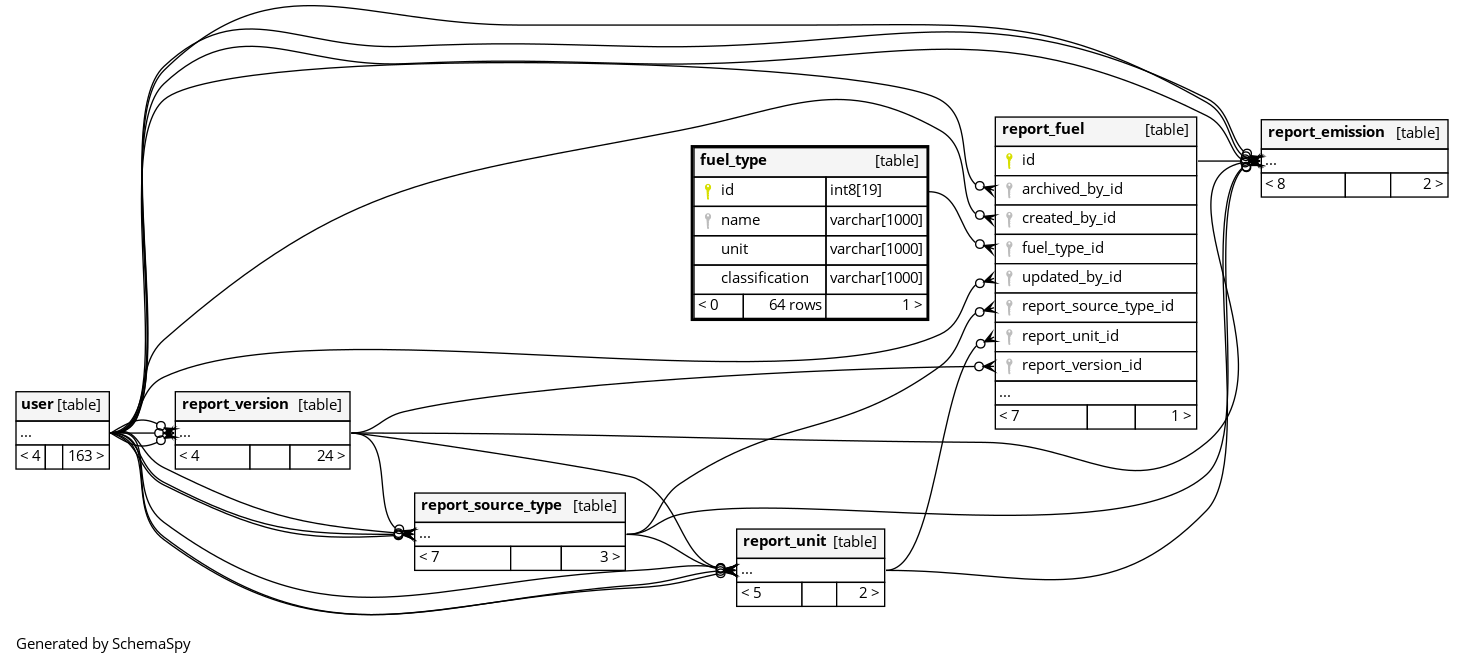 fuel_type [table]
id int8[19]
name varchar[1000]
unit varchar[1000]
classification varchar[1000]
< 0 64 rows 1 >
report_fuel [table]
id
archived_by_id
created_by_id
fuel_type_id
updated_by_id
report_source_type_id
report_unit_id
report_version_id
...
< 7 1 >
report_emission [table]
...
< 8 2 >
user [table]
...
< 4 163 >
report_version [table]
...
< 4 24 >
report_source_type [table]
...
< 7 3 >
report_unit [table]
...
< 5 2 >
Generated by SchemaSpy